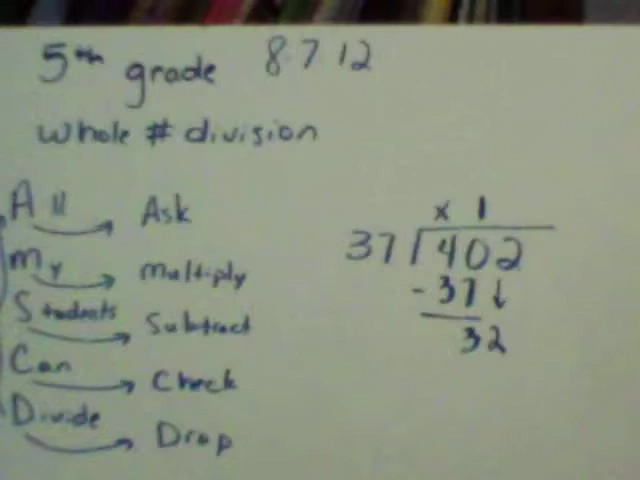 5th grade 8 7 12
whole # division
All → Ask
My → Multiply
Students → Subtract
Can → Check
Divide → Drop
x 1
37 402
- 37 ↓
32